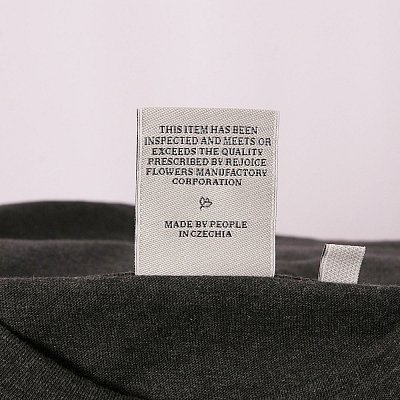 THIS ITEM HAS BEEN
INSPECTED AND MEETS OR
EXCEEDS THE QUALITY
PRESCRIBED BY REJOICE
FLOWERS MANUFACTORY
CORPORATION
MADE BY PEOPLE
IN CZECHIA